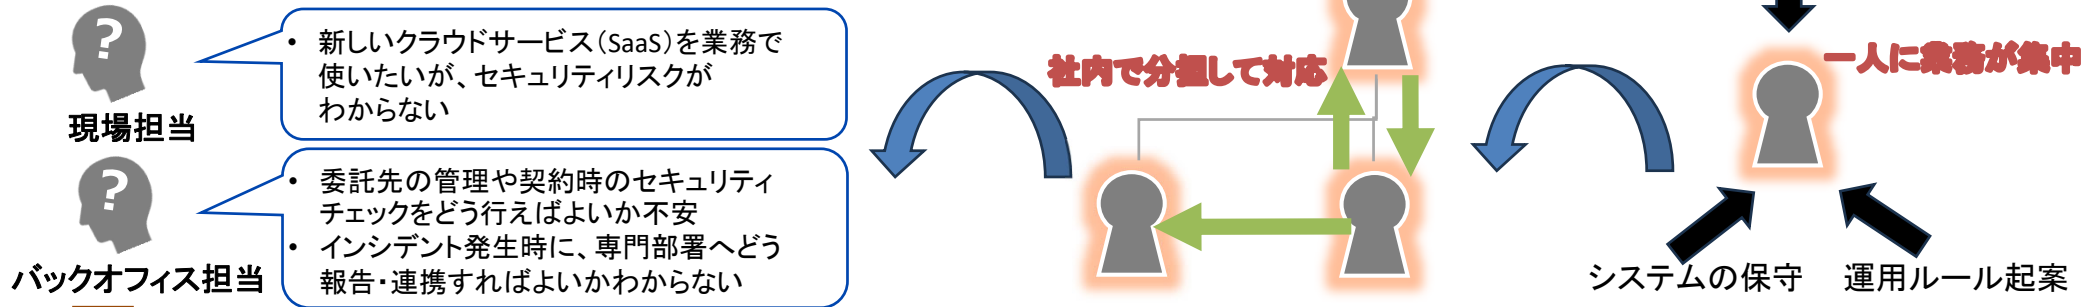 ?
• 新しいクラウドサービス（SaaS）を業務で
使いたいが、セキュリティリスクが
わからない
現場担当
?
• 委託先の管理や契約時のセキュリティ
チェックをどう行えばよいか不安
• インシデント発生時に、専門部署へどう
報告・連携すればよいかわからない
バックオフィス担当
社内で分担して対応
一人に業務が集中
システムの保守
運用ルール起案